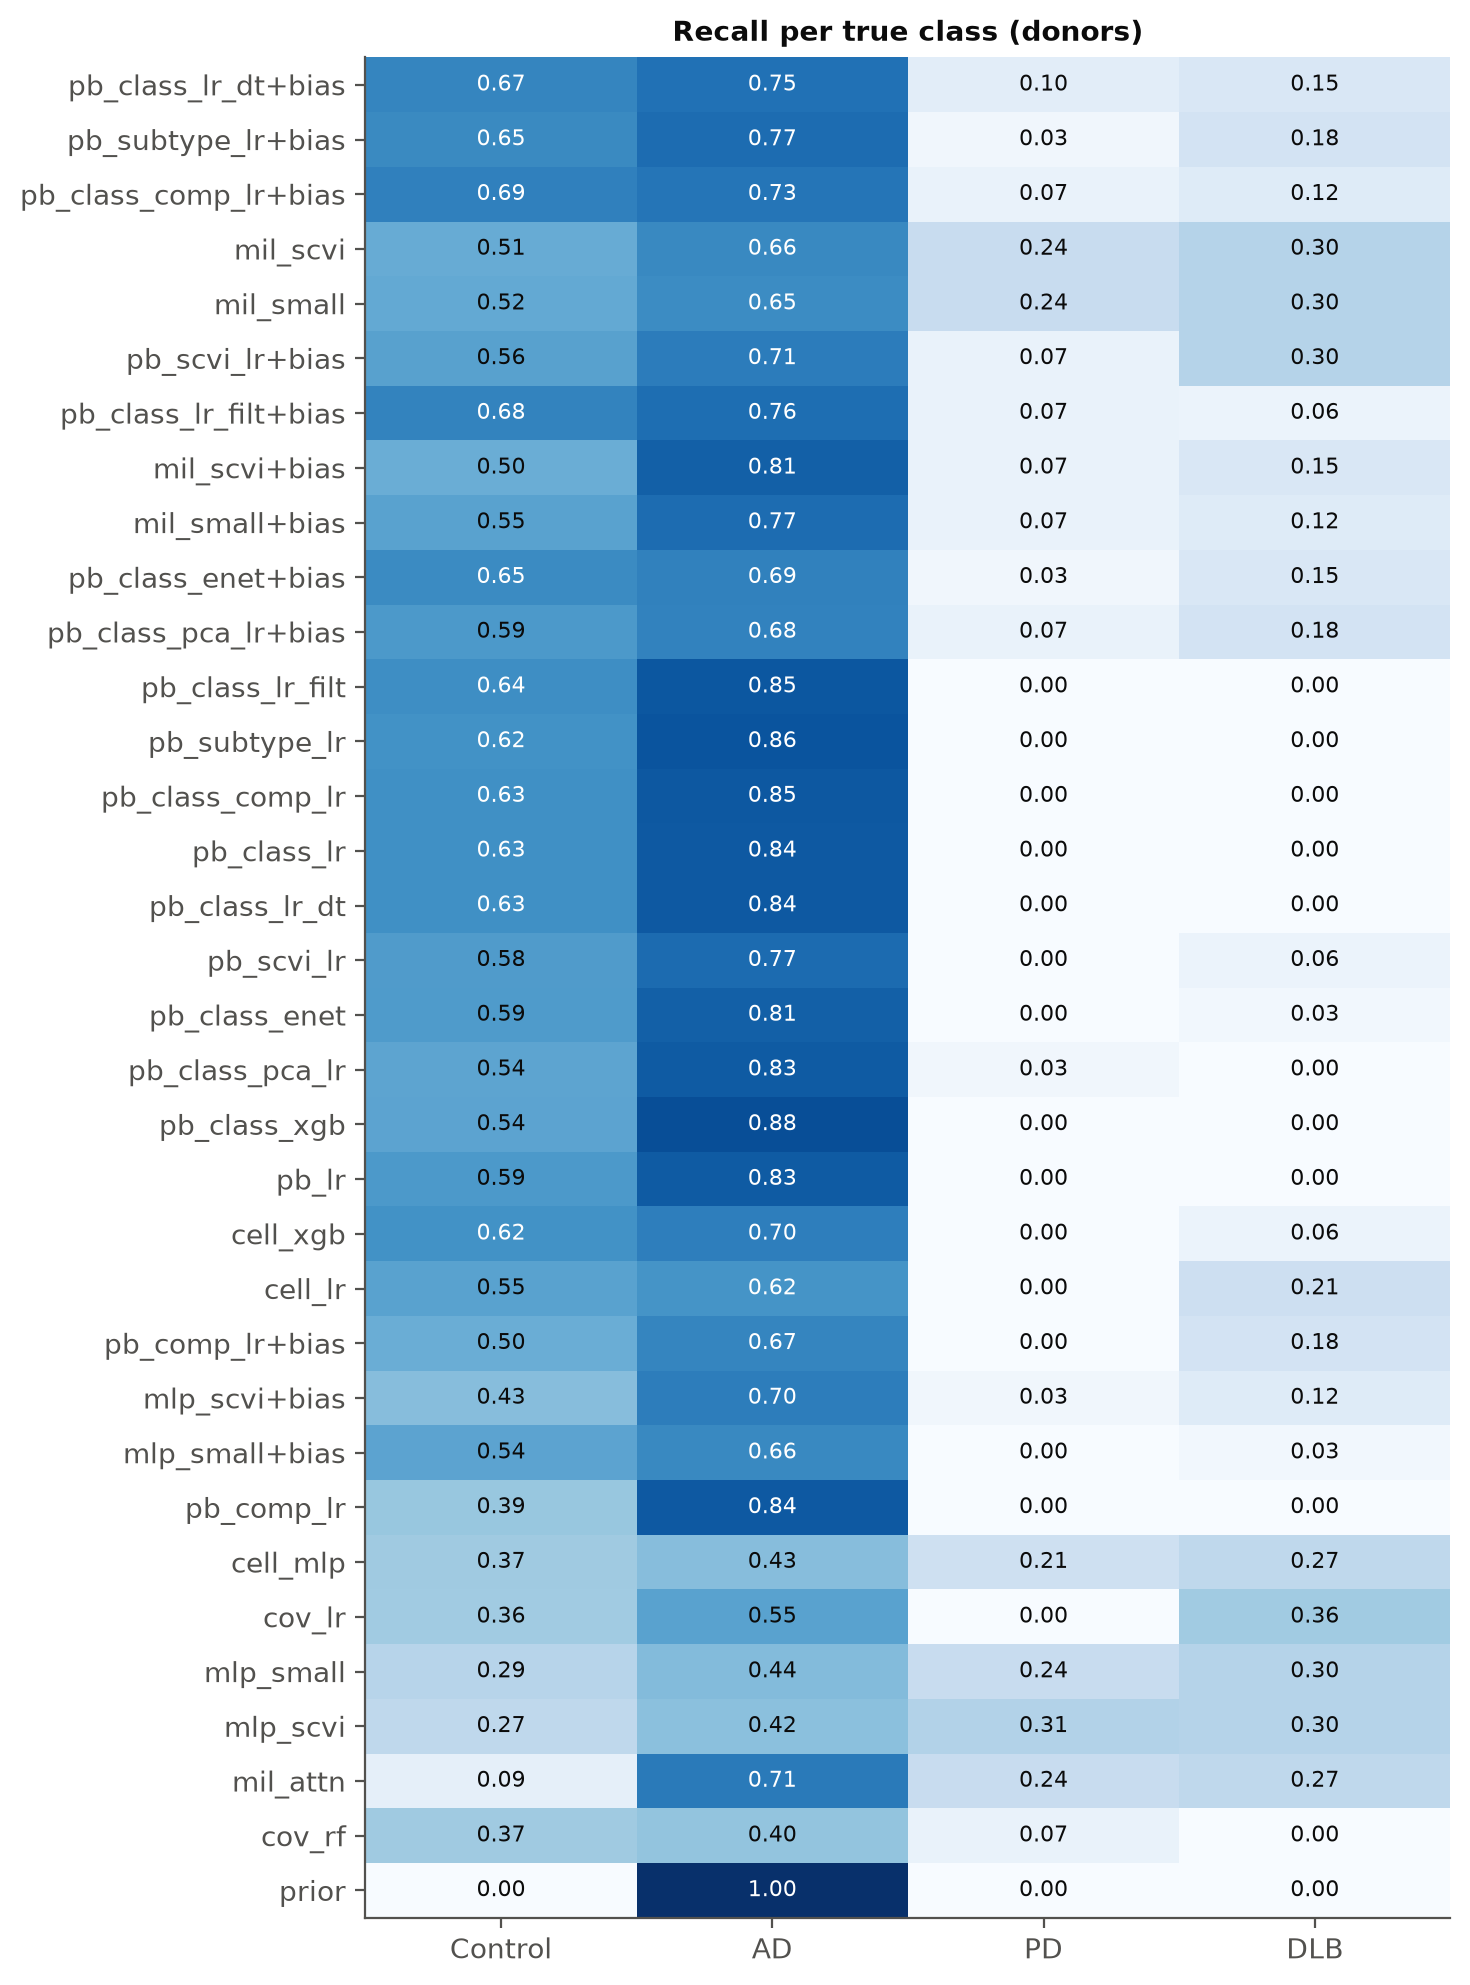 Recall per true class (donors)
pb_class_lr_dt+bias 0.67 0.75 0.10 0.15
pb_subtype_lr+bias 0.65 0.77 0.03 0.18
pb_class_comp_lr+bias 0.69 0.73 0.07 0.12
mil_scvi 0.51 0.66 0.24 0.30
mil_small 0.52 0.65 0.24 0.30
pb_scvi_lr+bias 0.56 0.71 0.07 0.30
pb_class_lr_filt+bias 0.68 0.76 0.07 0.06
mil_scvi+bias 0.50 0.81 0.07 0.15
mil_small+bias 0.55 0.77 0.07 0.12
pb_class_enet+bias 0.65 0.69 0.03 0.15
pb_class_pca_lr+bias 0.59 0.68 0.07 0.18
pb_class_lr_filt 0.64 0.85 0.00 0.00
pb_subtype_lr 0.62 0.86 0.00 0.00
pb_class_comp_lr 0.63 0.85 0.00 0.00
pb_class_lr 0.63 0.84 0.00 0.00
pb_class_lr_dt 0.63 0.84 0.00 0.00
pb_scvi_lr 0.58 0.77 0.00 0.06
pb_class_enet 0.59 0.81 0.00 0.03
pb_class_pca_lr 0.54 0.83 0.03 0.00
pb_class_xgb 0.54 0.88 0.00 0.00
pb_lr 0.59 0.83 0.00 0.00
cell_xgb 0.62 0.70 0.00 0.06
cell_lr 0.55 0.62 0.00 0.21
pb_comp_lr+bias 0.50 0.67 0.00 0.18
mlp_scvi+bias 0.43 0.70 0.03 0.12
mlp_small+bias 0.54 0.66 0.00 0.03
pb_comp_lr 0.39 0.84 0.00 0.00
cell_mlp 0.37 0.43 0.21 0.27
cov_lr 0.36 0.55 0.00 0.36
mlp_small 0.29 0.44 0.24 0.30
mlp_scvi 0.27 0.42 0.31 0.30
mil_attn 0.09 0.71 0.24 0.27
cov_rf 0.37 0.40 0.07 0.00
prior 0.00 1.00 0.00 0.00
Control AD PD DLB